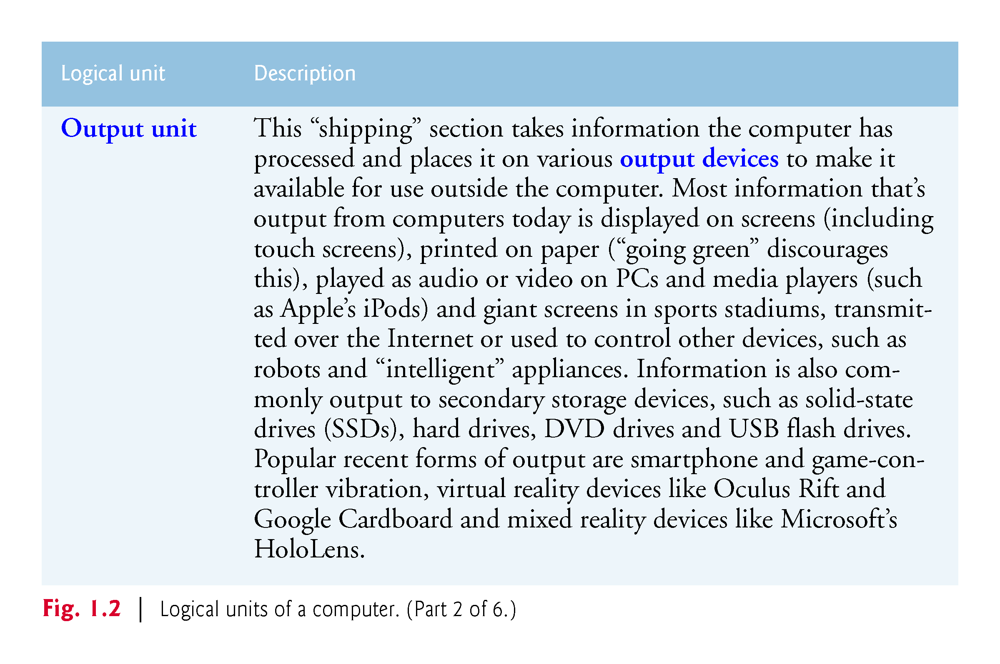 Logical unit Description
Output unit This “shipping” section takes information the computer has
processed and places it on various output devices to make it
available for use outside the computer. Most information that’s
output from computers today is displayed on screens (including
touch screens), printed on paper (“going green” discourages
this), played as audio or video on PCs and media players (such
as Apple’s iPods) and giant screens in sports stadiums, transmit-
ted over the Internet or used to control other devices, such as
robots and “intelligent” appliances. Information is also com-
monly output to secondary storage devices, such as solid-state
drives (SSDs), hard drives, DVD drives and USB flash drives.
Popular recent forms of output are smartphone and game-con-
troller vibration, virtual reality devices like Oculus Rift and
Google Cardboard and mixed reality devices like Microsoft’s
HoloLens.
Fig. 1.2 | Logical units of a computer. (Part 2 of 6.)